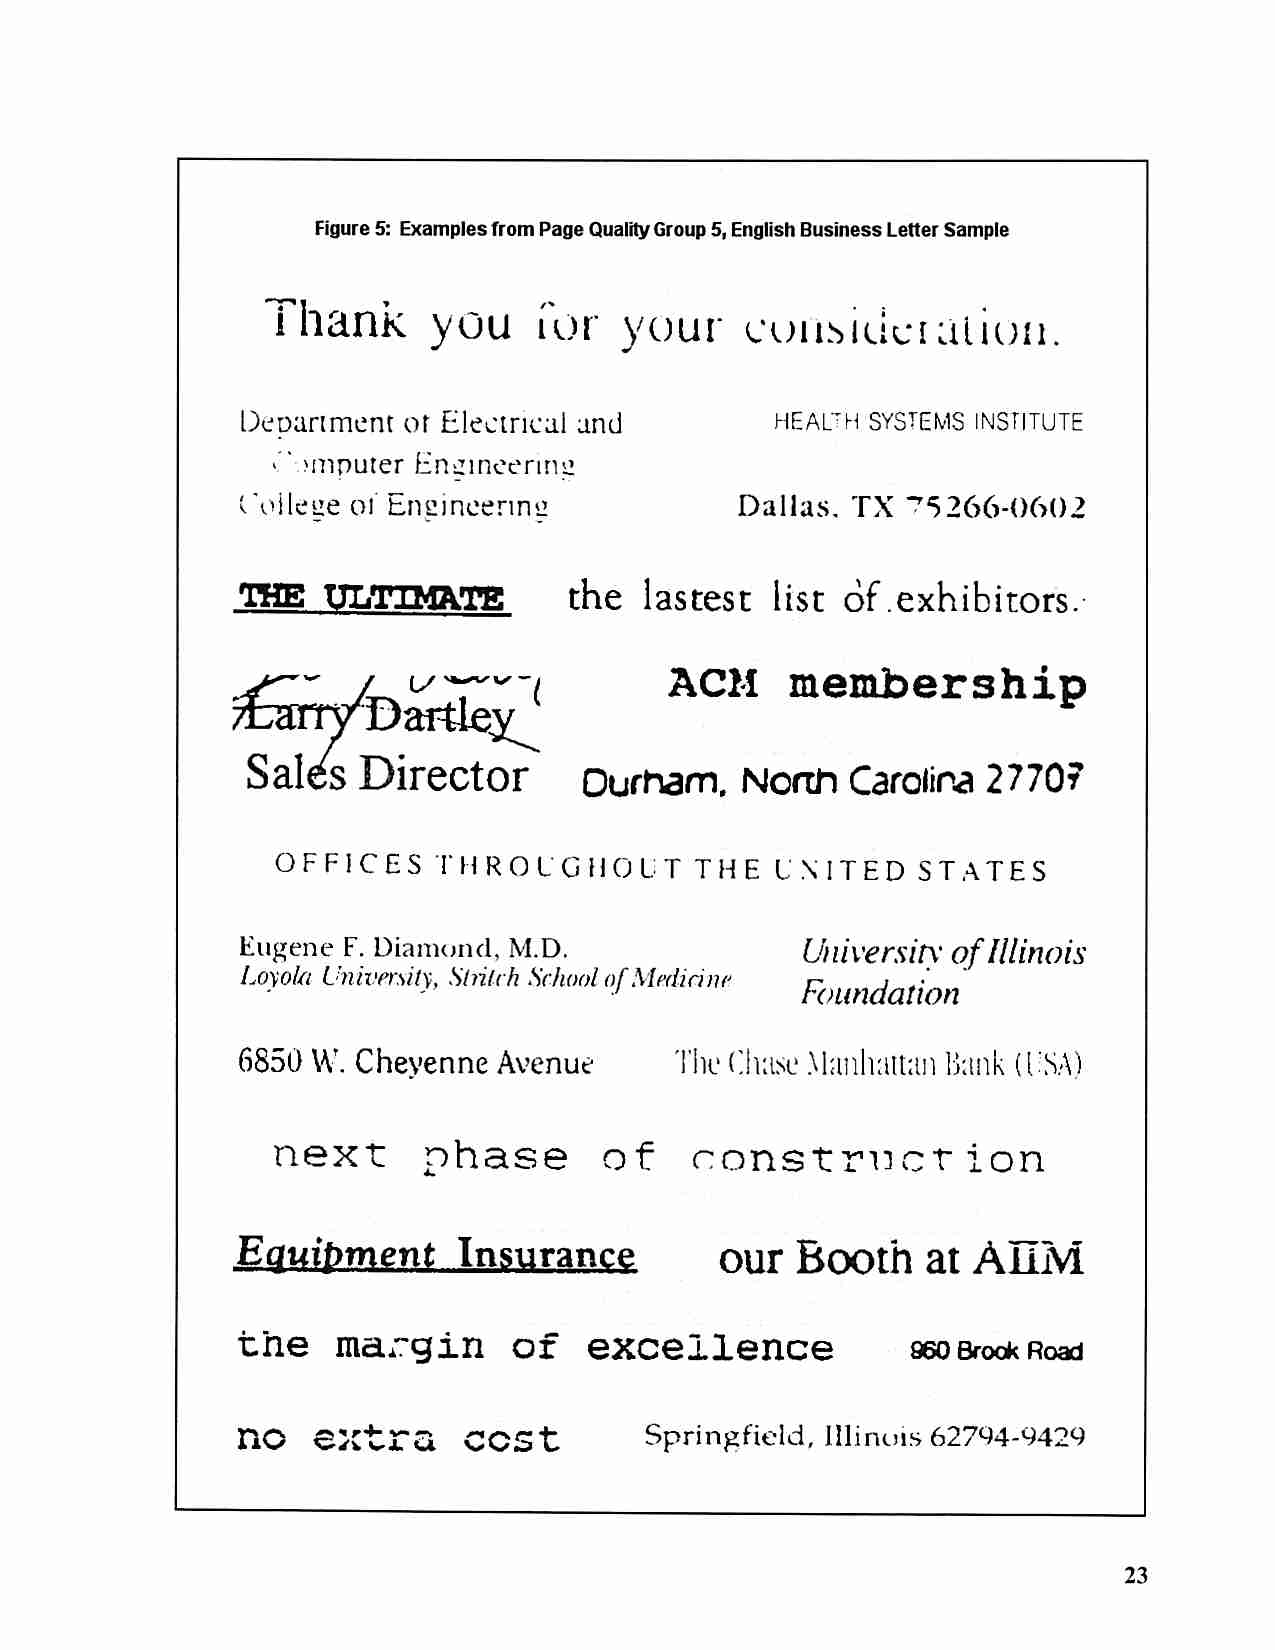 Figure 5: Examples from Page Quality Group 5, English Business Letter Sample
Thank you for your consideration.
Department of Electrical and
Computer Engineering
College of Engineering
HEALTH SYSTEMS INSTITUTE
Dallas, TX 75266-0602
THE ULTIMATE
the lastest list of exhibitors.
Larry Dartley
Sales Director
ACM membership
Durham, North Carolina 27707
OFFICES THROUGHOUT THE UNITED STATES
Eugene F. Diamond, M.D.
Loyola University, Stritch School of Medicine
University of Illinois
Foundation
6850 W. Cheyenne Avenue
The Chase Manhattan Bank (USA)
next phase of construction
Equipment Insurance
our Booth at AIIM
the margin of excellence
960 Brook Road
no extra cost
Springfield, Illinois 62794-9429
23